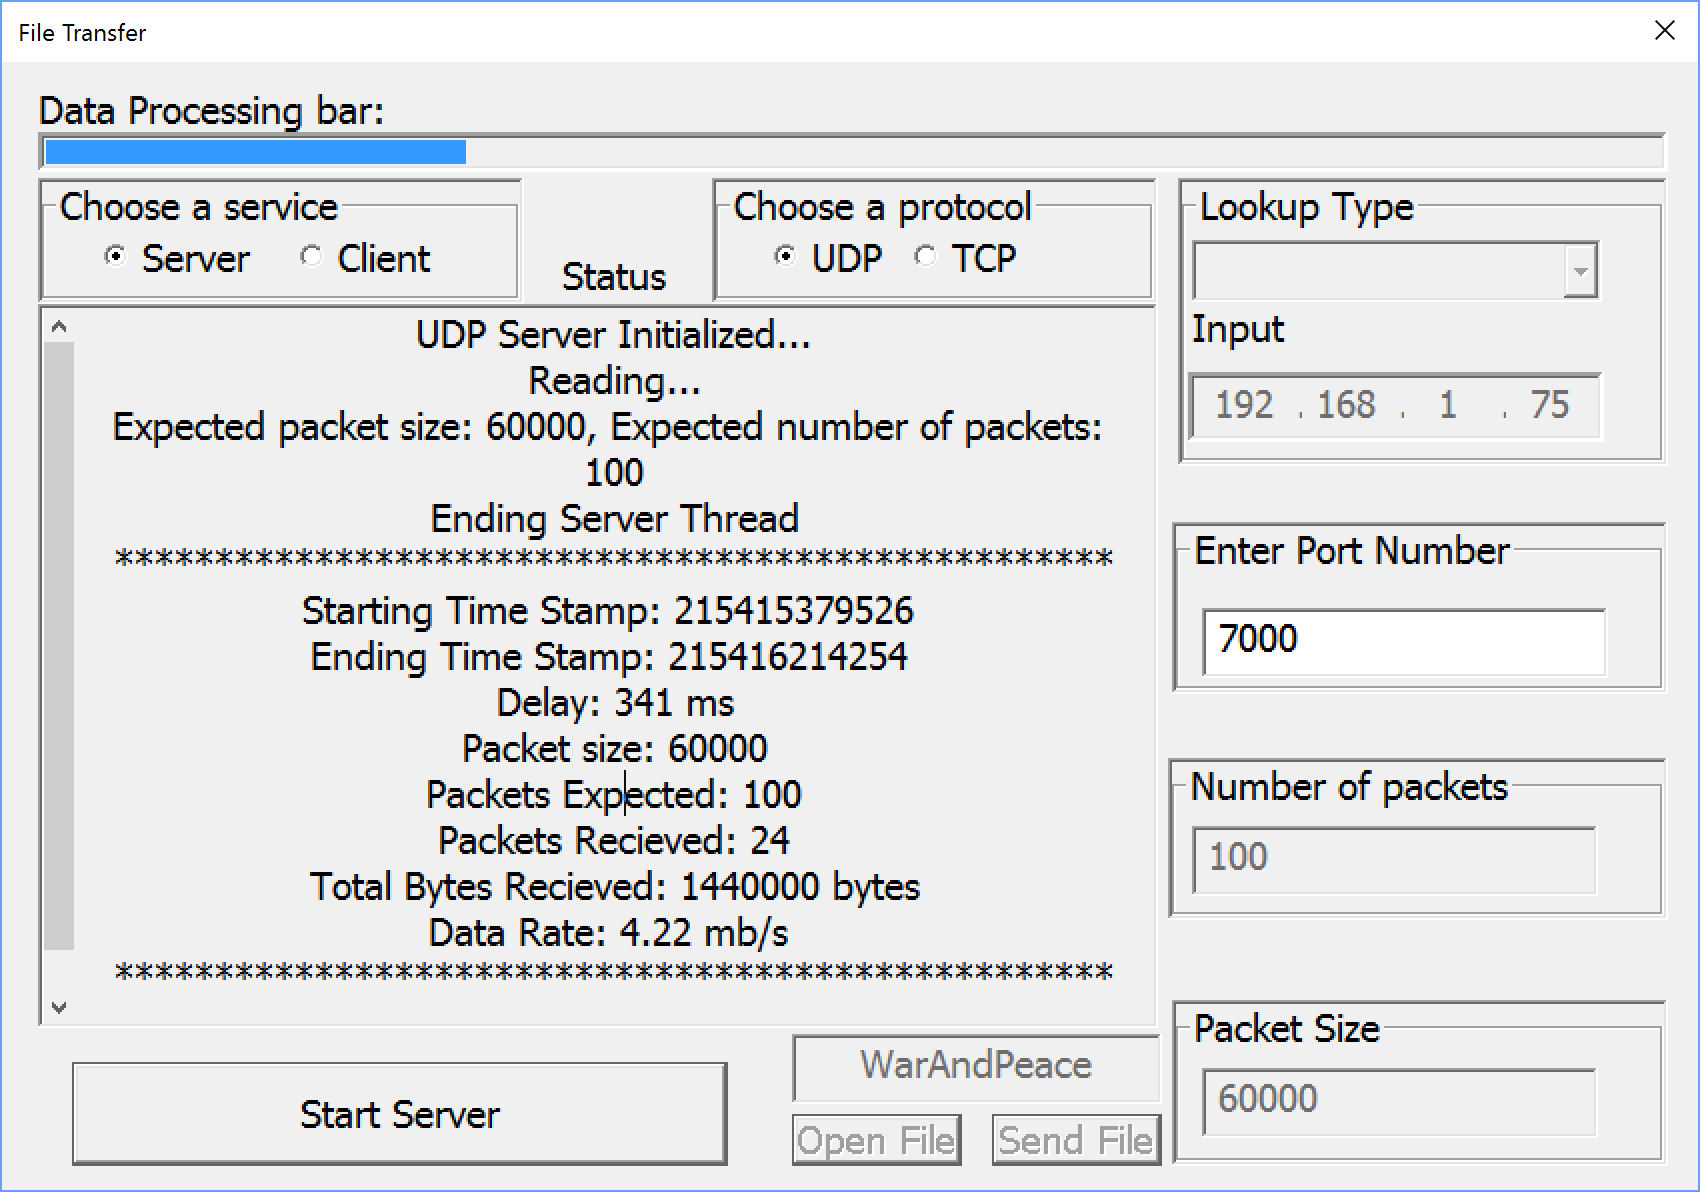 File Transfer
Data Processing bar:
Choose a service
Server Client
Status
Choose a protocol
UDP TCP
Lookup Type
Input
192 . 168 . 1 . 75
UDP Server Initialized...
Reading...
Expected packet size: 60000, Expected number of packets:
100
Ending Server Thread
**************************************************
Starting Time Stamp: 215415379526
Ending Time Stamp: 215416214254
Delay: 341 ms
Packet size: 60000
Packets Expected: 100
Packets Recieved: 24
Total Bytes Recieved: 1440000 bytes
Data Rate: 4.22 mb/s
**************************************************
Enter Port Number
7000
Number of packets
100
Packet Size
60000
Start Server
WarAndPeace
Open File Send File